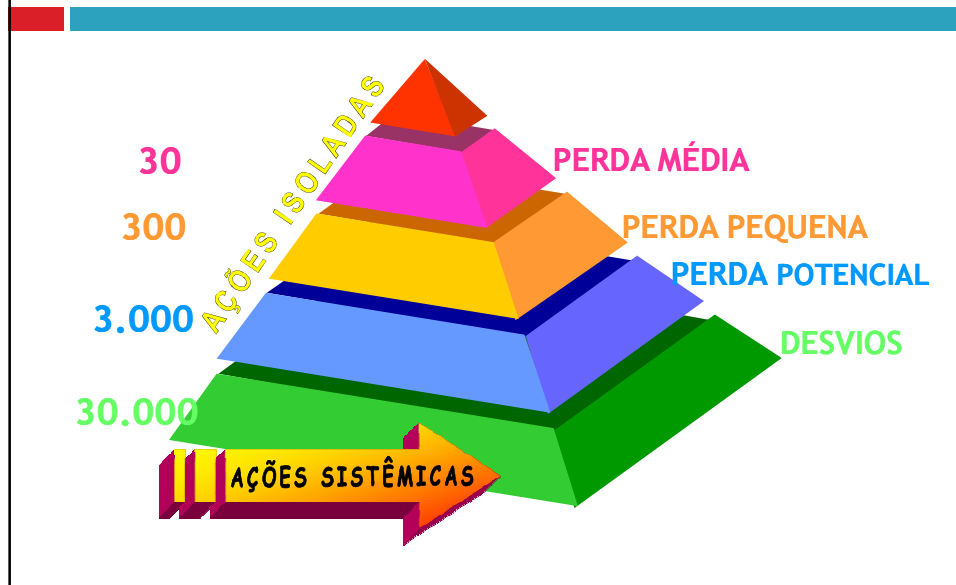 AÇÕES ISOLADAS
30
PERDA MÉDIA
300
PERDA PEQUENA
PERDA POTENCIAL
3.000
DESVIOS
30.000
AÇÕES SISTÊMICAS